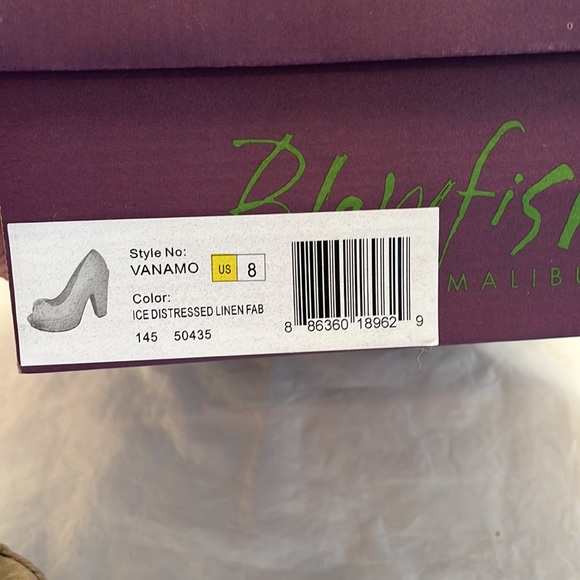 Blowfish
MALIBU
Style No:
VANAMO US 8
Color:
ICE DISTRESSED LINEN FAB
145 50435
8 86360 18962 9